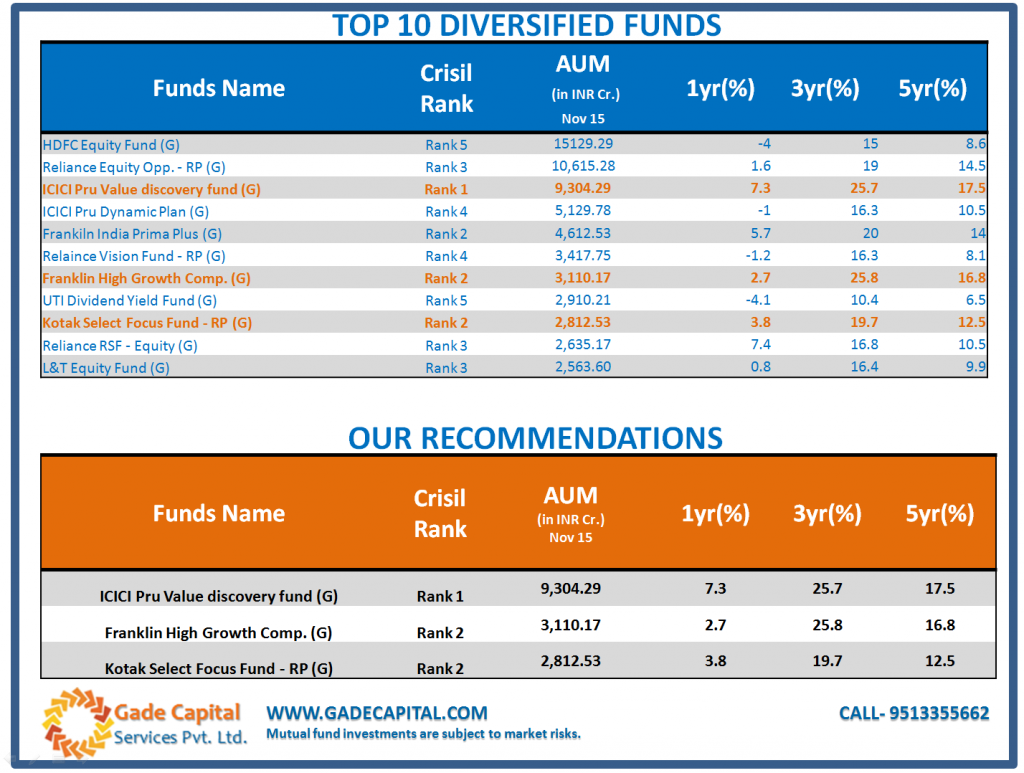 TOP 10 DIVERSIFIED FUNDS
Funds Name Crisil Rank AUM (in INR Cr.) Nov 15 1yr(%) 3yr(%) 5yr(%)
HDFC Equity Fund (G) Rank 5 15129.29 -4 15 8.6
Reliance Equity Opp. - RP (G) Rank 3 10,615.28 1.6 19 14.5
ICICI Pru Value discovery fund (G) Rank 1 9,304.29 7.3 25.7 17.5
ICICI Pru Dynamic Plan (G) Rank 4 5,129.78 -1 16.3 10.5
Frankiln India Prima Plus (G) Rank 2 4,612.53 5.7 20 14
Relaince Vision Fund - RP (G) Rank 4 3,417.75 -1.2 16.3 8.1
Franklin High Growth Comp. (G) Rank 2 3,110.17 2.7 25.8 16.8
UTI Dividend Yield Fund (G) Rank 5 2,910.21 -4.1 10.4 6.5
Kotak Select Focus Fund - RP (G) Rank 2 2,812.53 3.8 19.7 12.5
Reliance RSF - Equity (G) Rank 3 2,635.17 7.4 16.8 10.5
L&T Equity Fund (G) Rank 3 2,563.60 0.8 16.4 9.9
OUR RECOMMENDATIONS
Funds Name Crisil Rank AUM (in INR Cr.) Nov 15 1yr(%) 3yr(%) 5yr(%)
ICICI Pru Value discovery fund (G) Rank 1 9,304.29 7.3 25.7 17.5
Franklin High Growth Comp. (G) Rank 2 3,110.17 2.7 25.8 16.8
Kotak Select Focus Fund - RP (G) Rank 2 2,812.53 3.8 19.7 12.5
Gade Capital
Services Pvt. Ltd.
WWW.GADECAPITAL.COM
Mutual fund investments are subject to market risks.
CALL- 9513355662